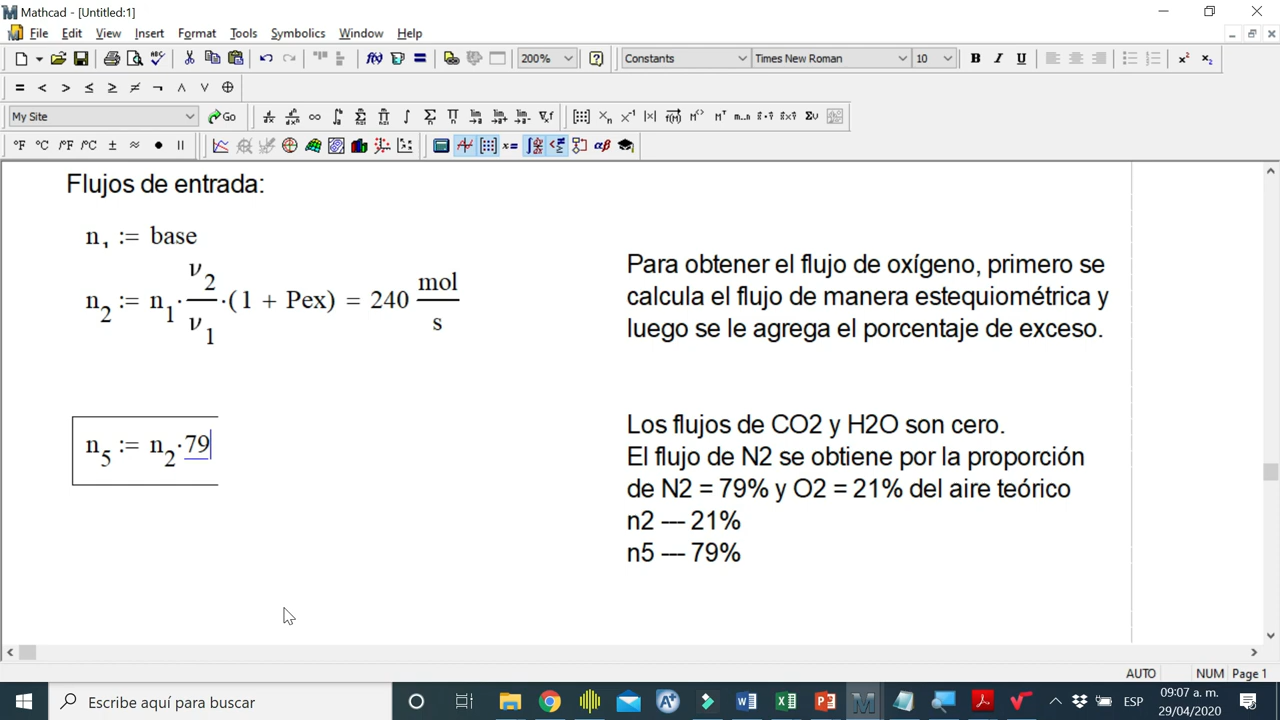 Mathcad - [Untitled:1]
File Edit View Insert Format Tools Symbolics Window Help
200% Constants Times New Roman 10 B I U
= < > ≤ ≥ ≠ ¬ ∧ ∨ ⊕
My Site Go
°F °C /°F /°C ± ≈ • ||
Flujos de entrada:
n1 := base
n2 := n1·ν2/ν1·(1 + Pex) = 240 mol/s
Para obtener el flujo de oxígeno, primero se
calcula el flujo de manera estequiométrica y
luego se le agrega el porcentaje de exceso.
n5 := n2·79
Los flujos de CO2 y H2O son cero.
El flujo de N2 se obtiene por la proporción
de N2 = 79% y O2 = 21% del aire teórico
n2 --- 21%
n5 --- 79%
AUTO NUM Page 1
Escribe aquí para buscar
ESP
09:07 a. m.
29/04/2020